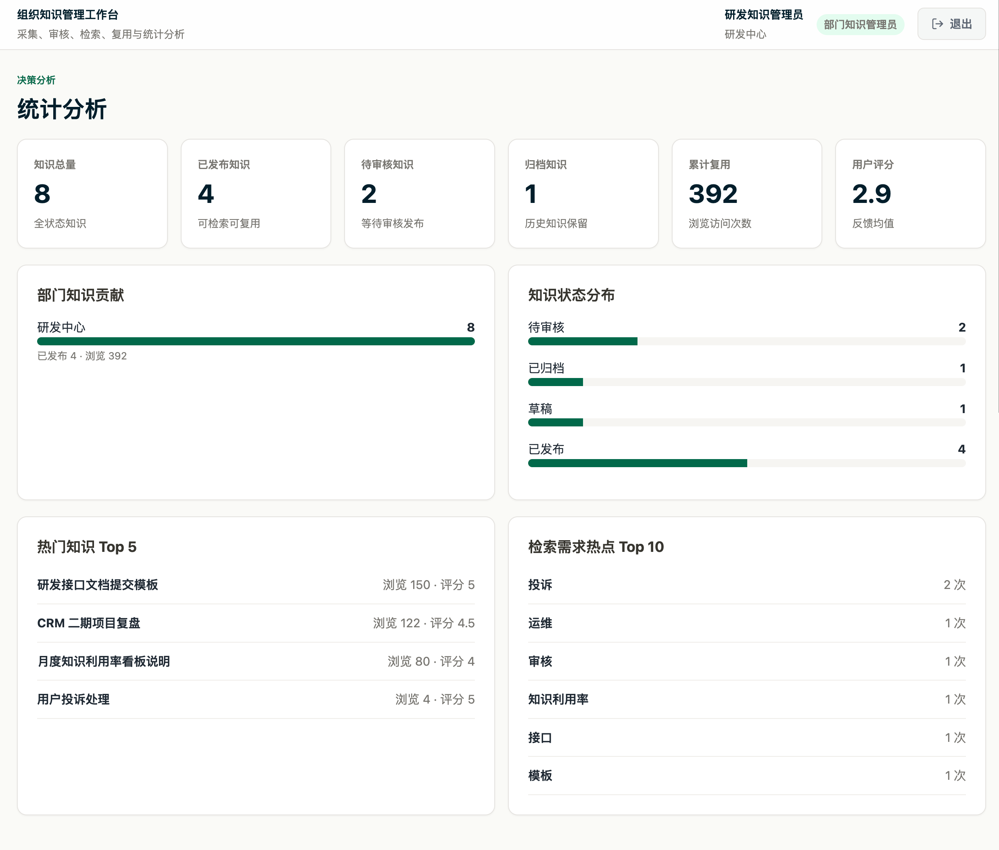 组织知识管理工作台
采集、审核、检索、复用与统计分析
研发知识管理员
研发中心
部门知识管理员
退出
决策分析
统计分析
知识总量
8
全状态知识
已发布知识
4
可检索可复用
待审核知识
2
等待审核发布
归档知识
1
历史知识保留
累计复用
392
浏览访问次数
用户评分
2.9
反馈均值
部门知识贡献
研发中心 8
已发布 4 · 浏览 392
知识状态分布
待审核 2
已归档 1
草稿 1
已发布 4
热门知识 Top 5
研发接口文档提交模板 浏览 150 · 评分 5
CRM 二期项目复盘 浏览 122 · 评分 4.5
月度知识利用率看板说明 浏览 80 · 评分 4
用户投诉处理 浏览 4 · 评分 5
检索需求热点 Top 10
投诉 2 次
运维 1 次
审核 1 次
知识利用率 1 次
接口 1 次
模板 1 次